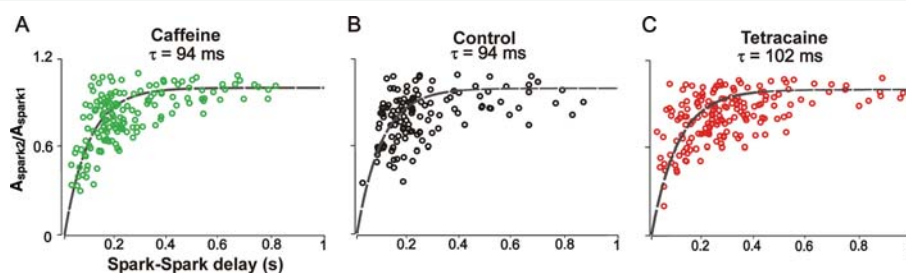 A
Caffeine
τ = 94 ms
B
Control
τ = 94 ms
C
Tetracaine
τ = 102 ms
1.2
0.6
0
Aspark2/Aspark1
0.2 0.4 0.6 0.8 1
0.2 0.4 0.6 0.8 1
0.2 0.4 0.6 0.8 1
Spark-Spark delay (s)